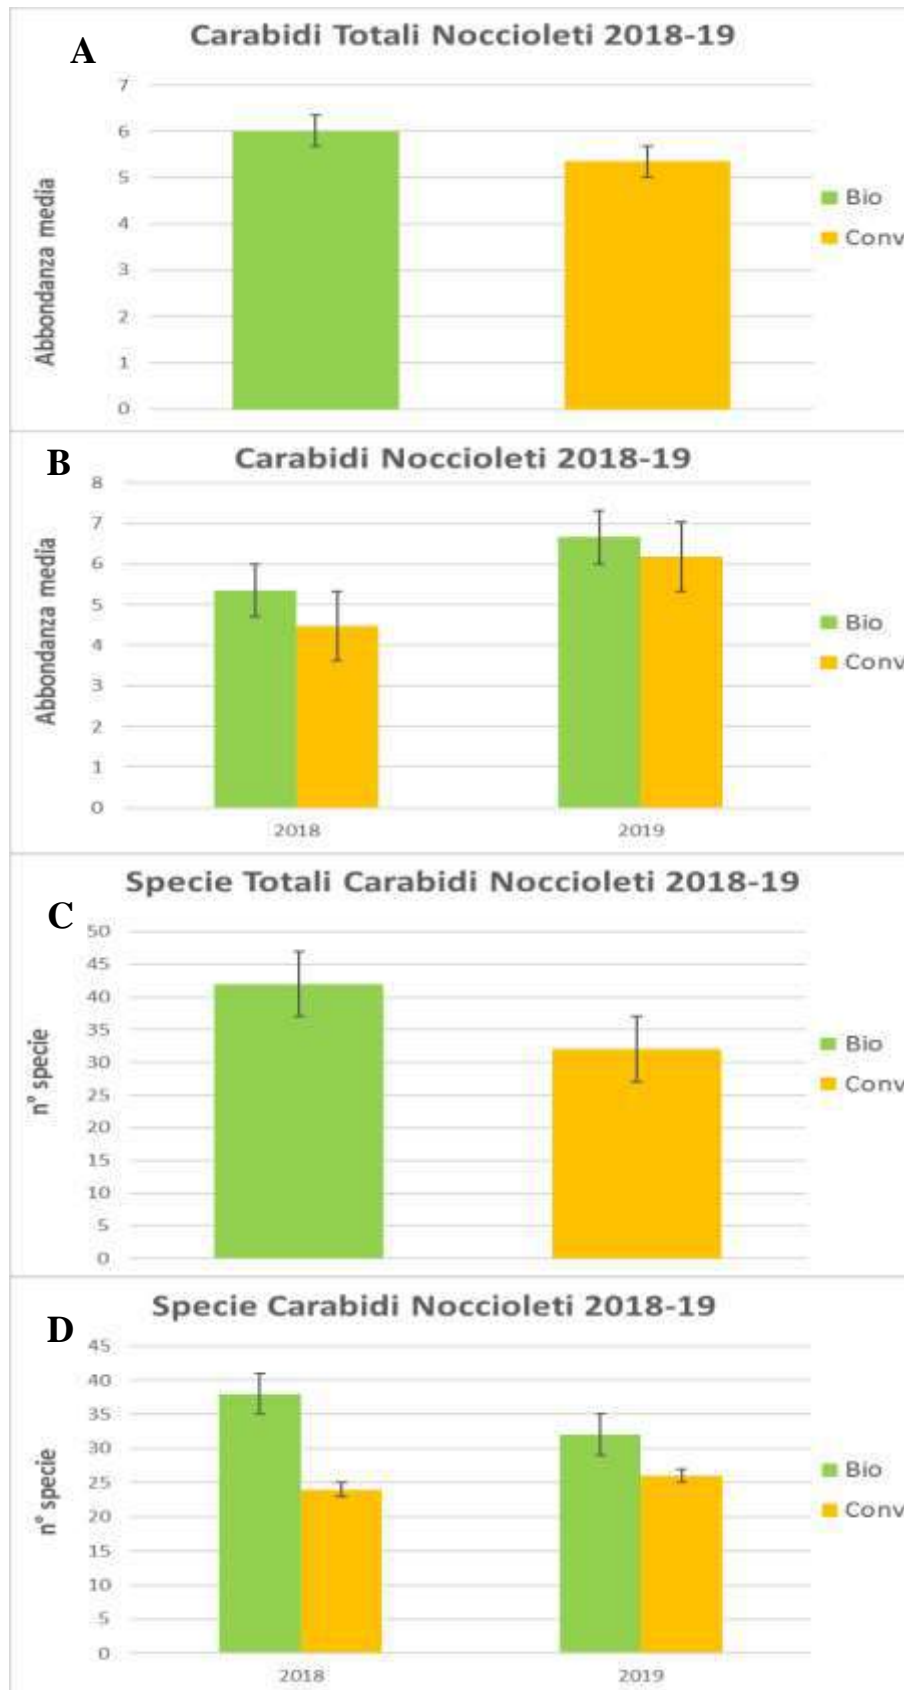 A
Carabidi Totali Noccioleti 2018-19
Abbondanza media
7
6
5
4
3
2
1
0
Bio
Conv
B
Carabidi Noccioleti 2018-19
Abbondanza media
8
7
6
5
4
3
2
1
0
2018
2019
Bio
Conv
Specie Totali Carabidi Noccioleti 2018-19
C
n° specie
50
45
40
35
30
25
20
15
10
5
0
Bio
Conv
Specie Carabidi Noccioleti 2018-19
D
n° specie
45
40
35
30
25
20
15
10
5
0
2018
2019
Bio
Conv